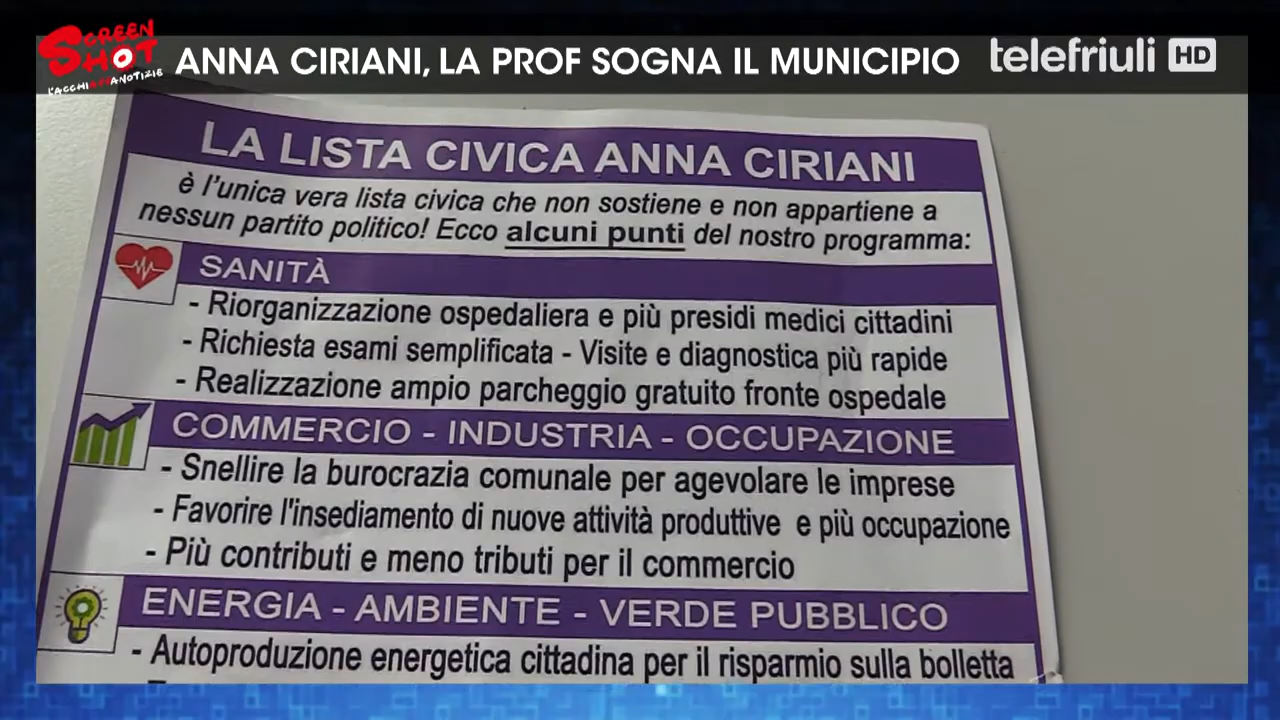 SCREEN
SHOT
L'ACCHIAPPANOTIZIE
ANNA CIRIANI, LA PROF SOGNA IL MUNICIPIO
telefriuli HD
LA LISTA CIVICA ANNA CIRIANI
è l'unica vera lista civica che non sostiene e non appartiene a
nessun partito politico! Ecco alcuni punti del nostro programma:
SANITÀ
- Riorganizzazione ospedaliera e più presidi medici cittadini
- Richiesta esami semplificata - Visite e diagnostica più rapide
- Realizzazione ampio parcheggio gratuito fronte ospedale
COMMERCIO - INDUSTRIA - OCCUPAZIONE
- Snellire la burocrazia comunale per agevolare le imprese
- Favorire l'insediamento di nuove attività produttive e più occupazione
- Più contributi e meno tributi per il commercio
ENERGIA - AMBIENTE - VERDE PUBBLICO
- Autoproduzione energetica cittadina per il risparmio sulla bolletta